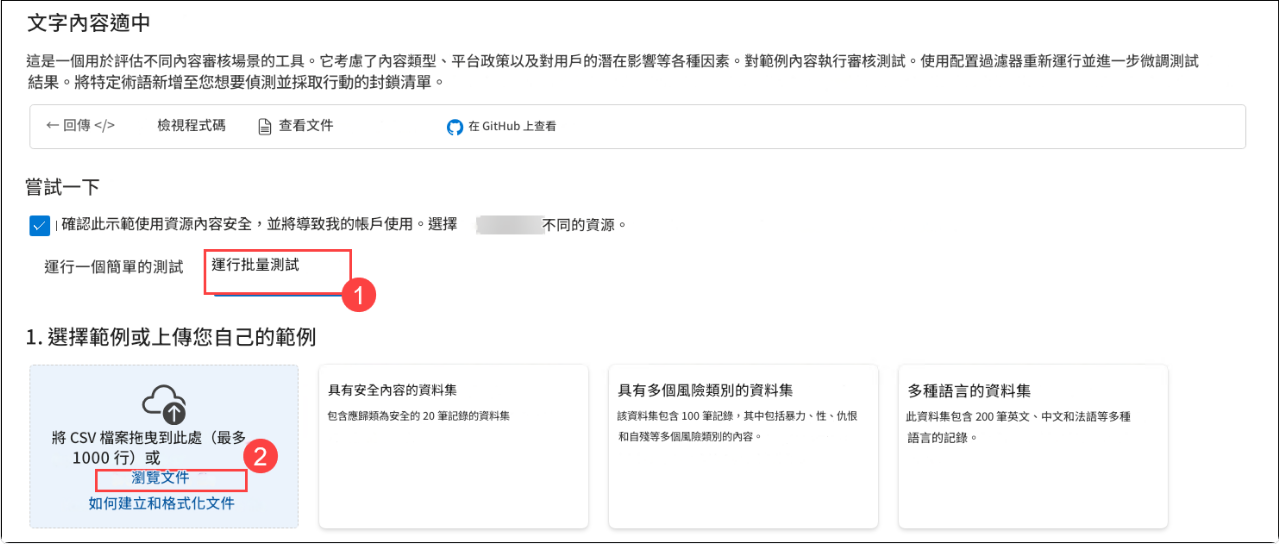 文字內容適中
這是一個用於評估不同內容審核場景的工具。它考慮了內容類型、平台政策以及對用戶的潛在影響等各種因素。對範例內容執行審核測試。使用配置過濾器重新運行並進一步微調測試
結果。將特定術語新增至您想要偵測並採取行動的封鎖清單。
← 回傳 </> 檢視程式碼 查看文件 在 GitHub 上查看
嘗試一下
確認此示範使用資源內容安全，並將導致我的帳戶使用。選擇 不同的資源。
運行一個簡單的測試 運行批量測試
1
1. 選擇範例或上傳您自己的範例
將 CSV 檔案拖曳到此處（最多
1000 行）或
2
瀏覽文件
如何建立和格式化文件
具有安全內容的資料集
包含應歸類為安全的 20 筆記錄的資料集
具有多個風險類別的資料集
該資料集包含 100 筆記錄，其中包括暴力、性、仇恨
和自殘等多個風險類別的內容。
多種語言的資料集
此資料集包含 200 筆英文、中文和法語等多種
語言的記錄。